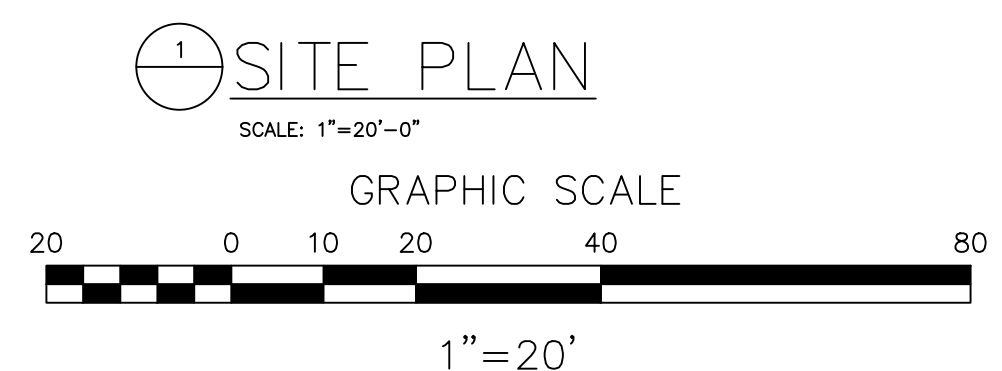 1
SITE PLAN
SCALE: 1"=20'-0"
GRAPHIC SCALE
20 0 10 20 40 80
1"=20'